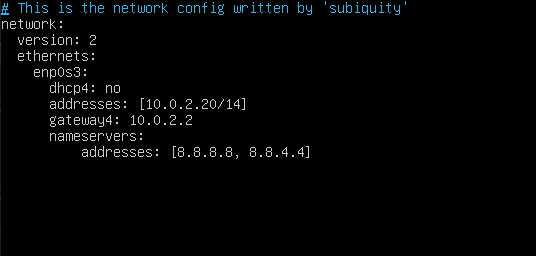 # This is the network config written by 'subiquity'
network:
  version: 2
  ethernets:
    enp0s3:
      dhcp4: no
      addresses: [10.0.2.20/14]
      gateway4: 10.0.2.2
      nameservers:
          addresses: [8.8.8.8, 8.8.4.4]